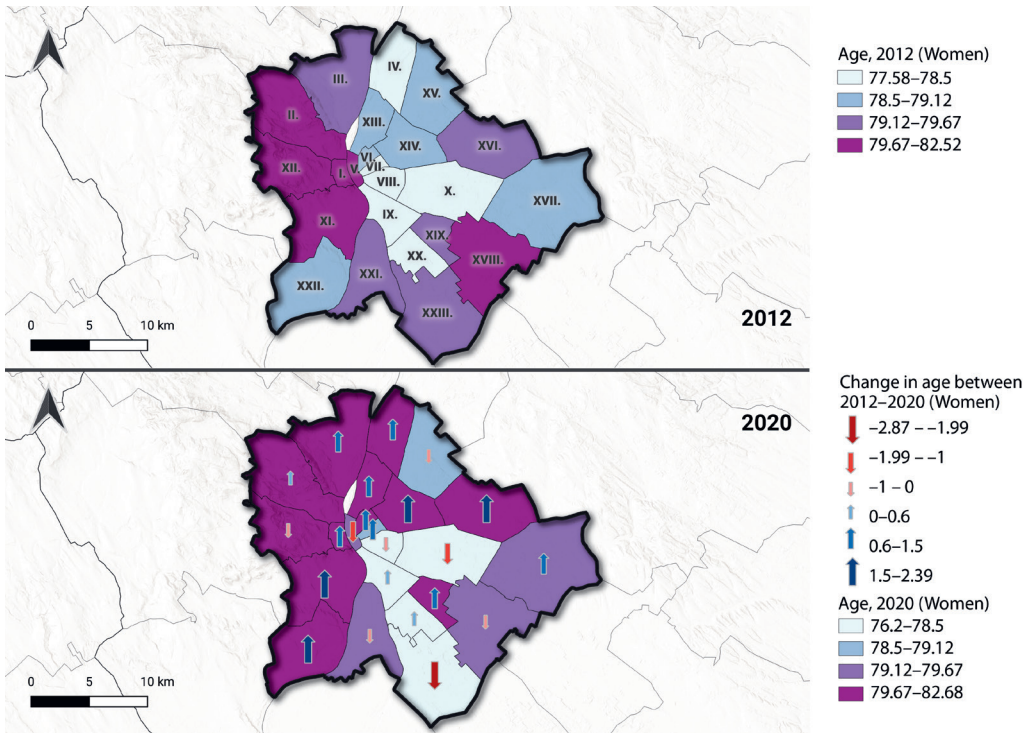 Age, 2012 (Women)
77.58–78.5
78.5–79.12
79.12–79.67
79.67–82.52
IV.
III.
XV.
II.
XIII.
XIV.
XVI.
VI.
XII.
I.
V.
VII.
VIII.
X.
XVII.
XI.
IX.
XIX.
XX.
XVIII.
XXI.
XXII.
XXIII.
0 5 10 km
2012
2020
0 5 10 km
Change in age between
2012–2020 (Women)
–2.87 – –1.99
–1.99 – –1
–1 – 0
0–0.6
0.6–1.5
1.5–2.39
Age, 2020 (Women)
76.2–78.5
78.5–79.12
79.12–79.67
79.67–82.68